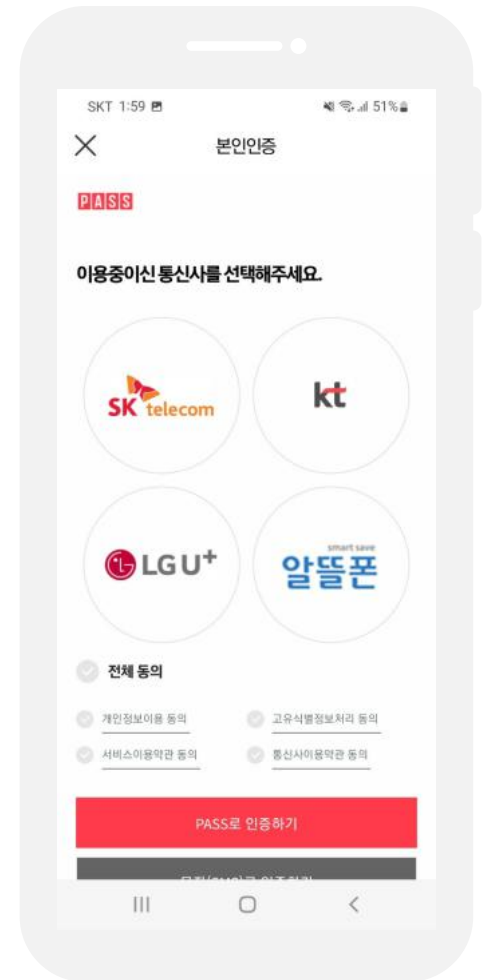 SKT 1:59 51%
본인인증
PASS
이용중이신 통신사를 선택해주세요.
SK telecom
kt
LG U+
smart save
알뜰폰
전체 동의
개인정보이용 동의 고유식별정보처리 동의
서비스이용약관 동의 통신사이용약관 동의
PASS로 인증하기